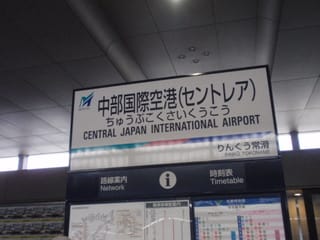 中部国際空港(セントレア)
ちゅうぶこくさいくうこう
CENTRAL JAPAN INTERNATIONAL AIRPORT
りんくう常滑
路線案内
Network
時刻表
Timetable